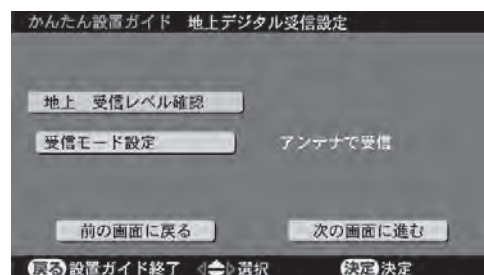 かんたん設置ガイド 地上デジタル受信設定
地上 受信レベル確認
受信モード設定 アンテナで受信
前の画面に戻る 次の画面に進む
戻る 設置ガイド終了 選択 決定 決定